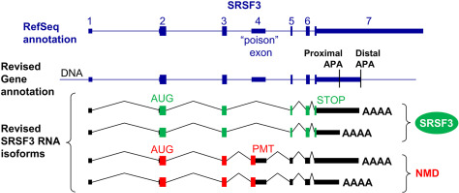 SRSF3
1 2 3 4 5 6 7
RefSeq
annotation
"poison"
exon
Proximal
APA
Distal
APA
Revised
Gene
annotation
DNA
AUG STOP
AAAA
AAAA
SRSF3
Revised
SRSF3 RNA
isoforms
AUG PMT
AAAA
AAAA
NMD